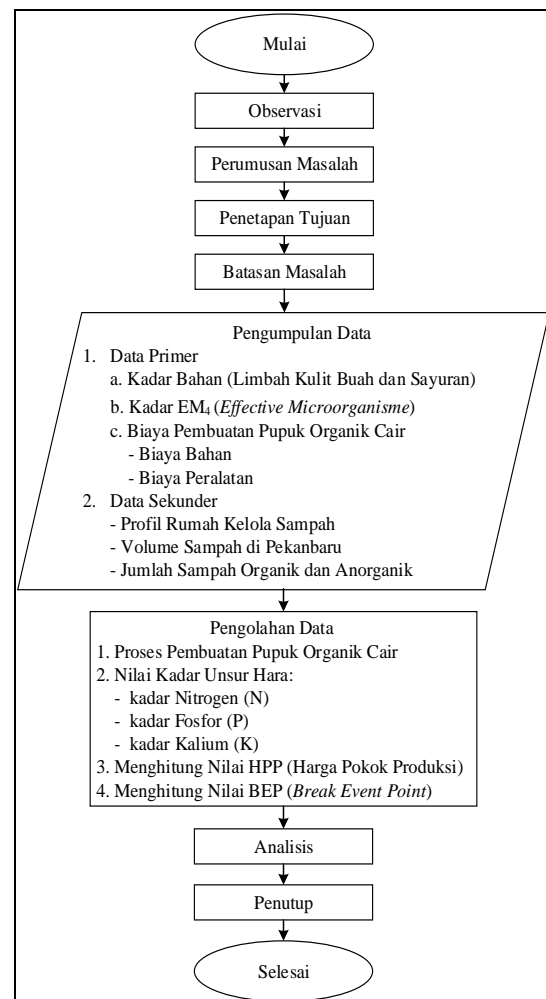 Mulai
Observasi
Perumusan Masalah
Penetapan Tujuan
Batasan Masalah
Pengumpulan Data
1. Data Primer
a. Kadar Bahan (Limbah Kulit Buah dan Sayuran)
b. Kadar EM₄ (Effective Microorganisme)
c. Biaya Pembuatan Pupuk Organik Cair
- Biaya Bahan
- Biaya Peralatan
2. Data Sekunder
- Profil Rumah Kelola Sampah
- Volume Sampah di Pekanbaru
- Jumlah Sampah Organik dan Anorganik
Pengolahan Data
1. Proses Pembuatan Pupuk Organik Cair
2. Nilai Kadar Unsur Hara:
- kadar Nitrogen (N)
- kadar Fosfor (P)
- kadar Kalium (K)
3. Menghitung Nilai HPP (Harga Pokok Produksi)
4. Menghitung Nilai BEP (Break Event Point)
Analisis
Penutup
Selesai